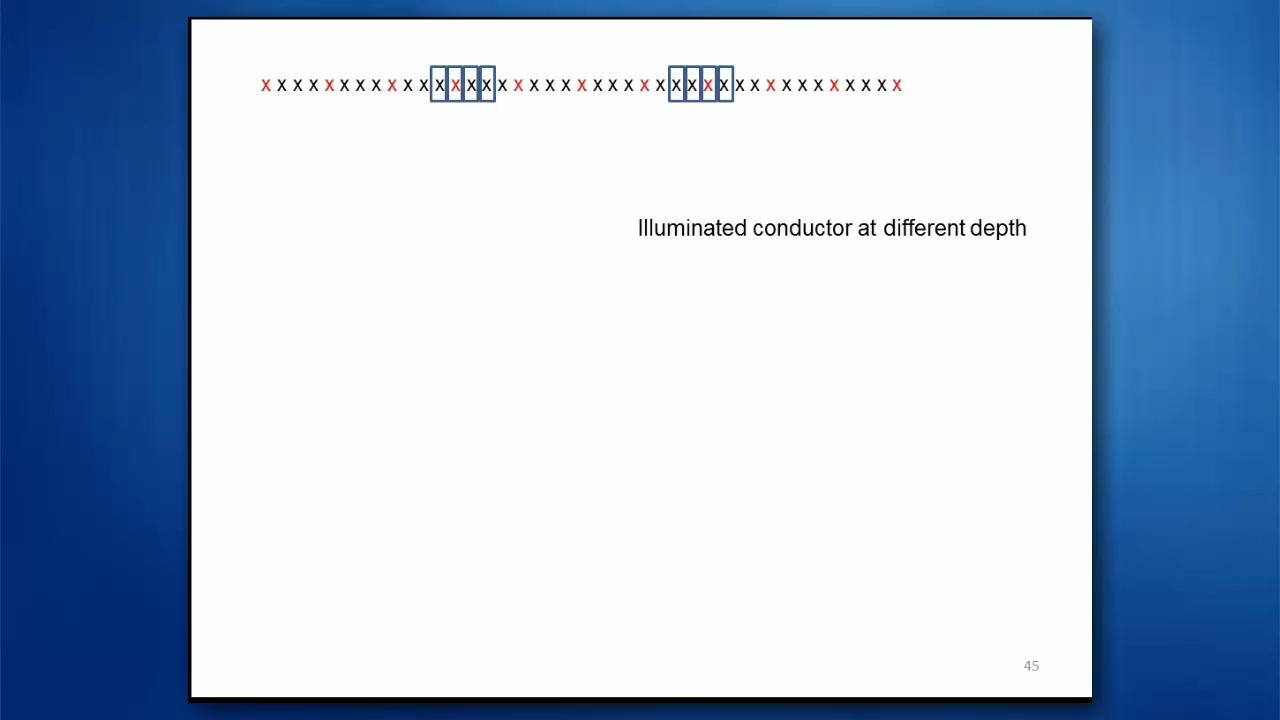 x x x x x x x x x x x x x x x x x x x x x x x x x x x x x x x x x x x x x x x x x
Illuminated conductor at different depth
45